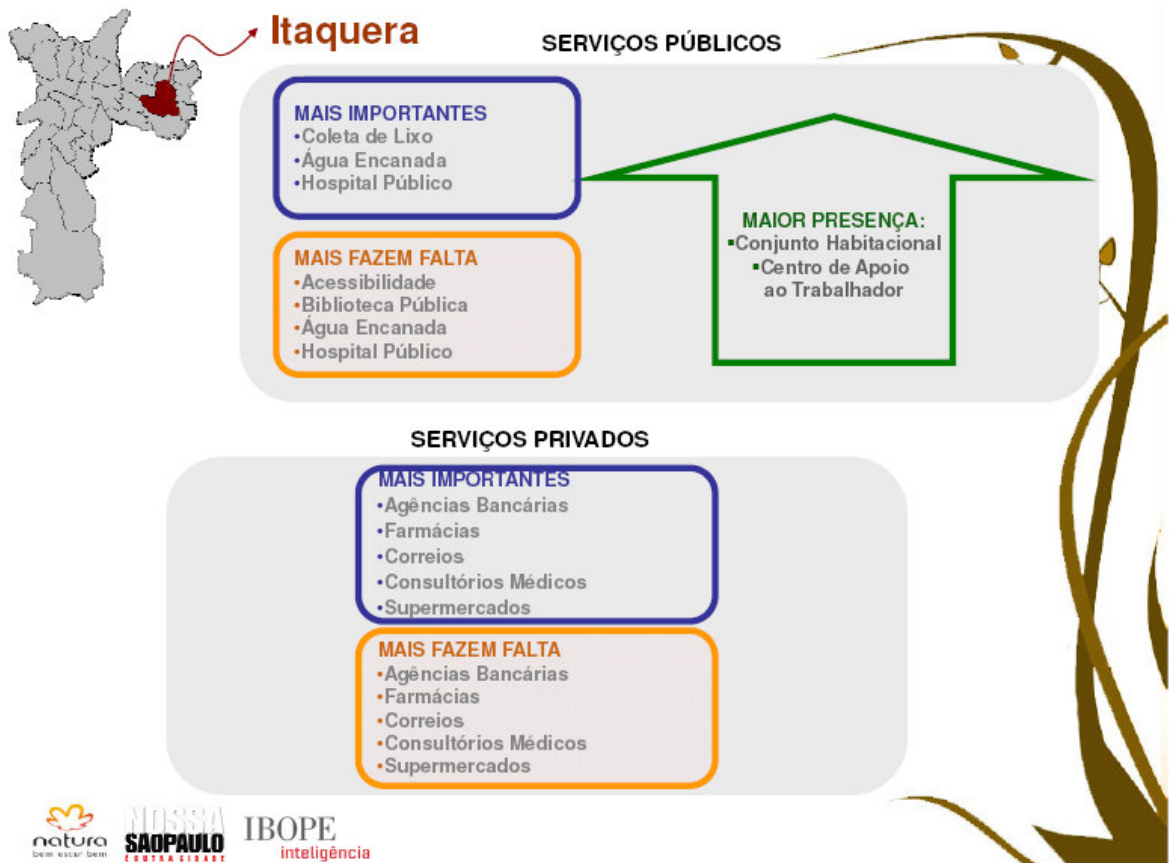 Itaquera
SERVIÇOS PÚBLICOS
MAIS IMPORTANTES
•Coleta de Lixo
•Água Encanada
•Hospital Público
MAIS FAZEM FALTA
•Acessibilidade
•Biblioteca Pública
•Água Encanada
•Hospital Público
MAIOR PRESENÇA:
▪Conjunto Habitacional
▪Centro de Apoio
ao Trabalhador
SERVIÇOS PRIVADOS
MAIS IMPORTANTES
•Agências Bancárias
•Farmácias
•Correios
•Consultórios Médicos
•Supermercados
MAIS FAZEM FALTA
•Agências Bancárias
•Farmácias
•Correios
•Consultórios Médicos
•Supermercados
natura
bem estar bem
NOSSA
SÃOPAULO
OUTRA CIDADE
IBOPE
inteligência